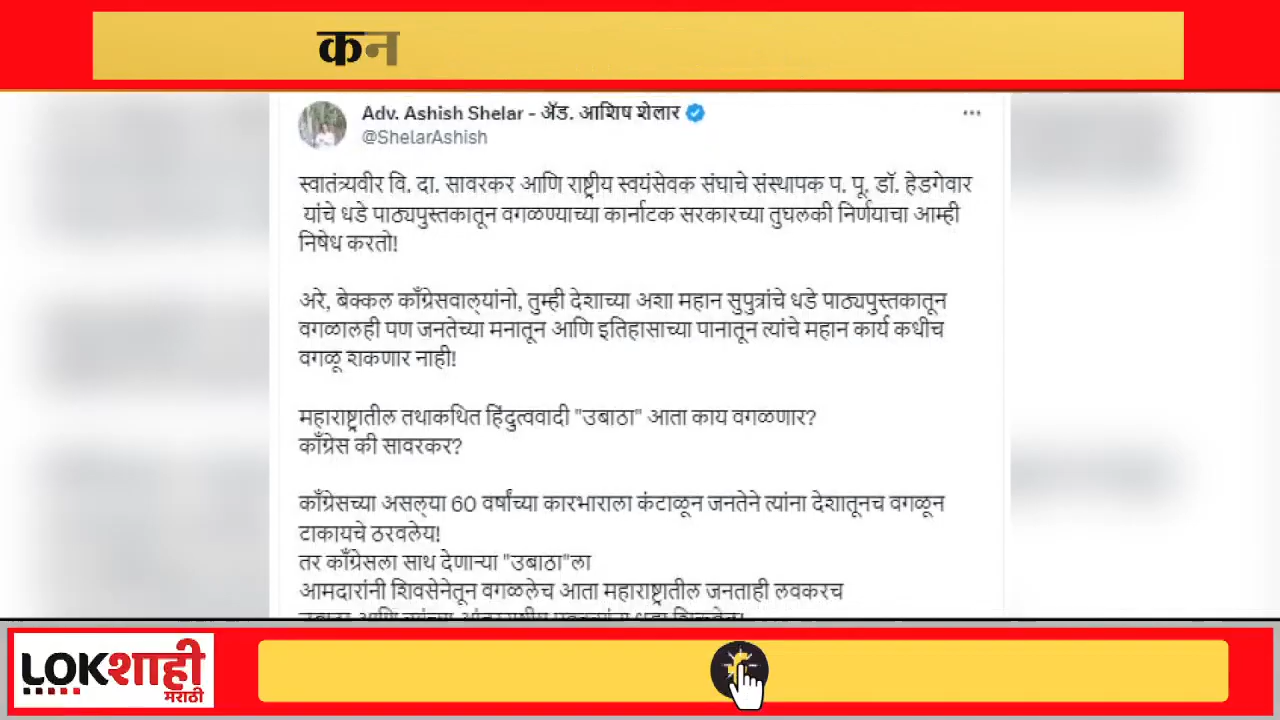 कन
Adv. Ashish Shelar - ॲड. आशिष शेलार
@ShelarAshish
स्वातंत्र्यवीर वि. दा. सावरकर आणि राष्ट्रीय स्वयंसेवक संघाचे संस्थापक प. पू. डॉ. हेडगेवार
यांचे धडे पाठ्यपुस्तकातून वगळण्याच्या कार्नाटक सरकारच्या तुघलकी निर्णयाचा आम्ही
निषेध करतो!
अरे, बेक्कल काँग्रेसवाल्यांनो, तुम्ही देशाच्या अशा महान सुपुत्रांचे धडे पाठ्यपुस्तकातून
वगळालही पण जनतेच्या मनातून आणि इतिहासाच्या पानातून त्यांचे महान कार्य कधीच
वगळू शकणार नाही!
महाराष्ट्रातील तथाकथित हिंदुत्ववादी "उबाठा" आता काय वगळणार?
काँग्रेस की सावरकर?
काँग्रेसच्या असल्या 60 वर्षांच्या कारभाराला कंटाळून जनतेने त्यांना देशातूनच वगळून
टाकायचे ठरवलेय!
तर काँग्रेसला साथ देणाऱ्या "उबाठा"ला
आमदारांनी शिवसेनेतून वगळलेच आता महाराष्ट्रातील जनताही लवकरच
LOKशाही
मराठी